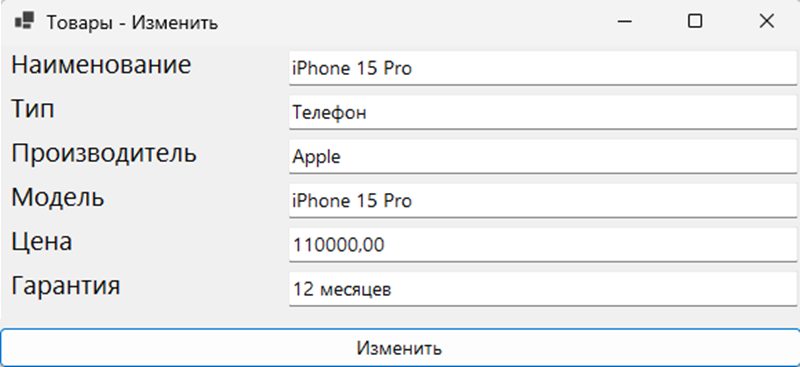 Товары - Изменить
Наименование iPhone 15 Pro
Тип Телефон
Производитель Apple
Модель iPhone 15 Pro
Цена 110000,00
Гарантия 12 месяцев
Изменить